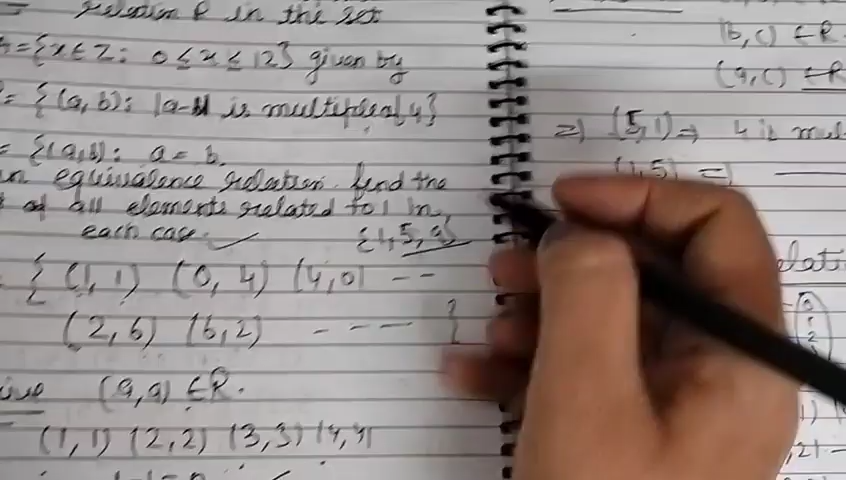 = relation R in the set
A={x∈Z: 0≤x≤12} given by
= {(a,b): |a-b| is multiple of 4}
= {(a,b): a = b.
an equivalence relation. find the
of all elements related to 1 in
each case. {1,5,9}
{ (1,1) (0,4) (4,0) --
(2,6) (6,2) ---- }
(a,a) ∈R.
(1,1) (2,2) (3,3) (4,4)
(b,c) ∈R
(a,c) ∈R
=) (5,1) =) 4 is mul
(1,5) =)